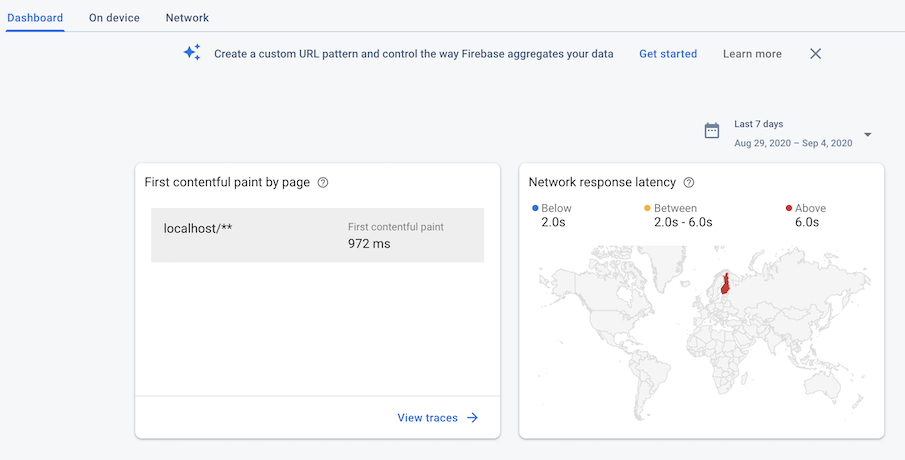 Dashboard On device Network
Create a custom URL pattern and control the way Firebase aggregates your data Get started Learn more
Last 7 days
Aug 29, 2020 – Sep 4, 2020
First contentful paint by page
localhost/**
First contentful paint
972 ms
View traces
Network response latency
Below
2.0s
Between
2.0s - 6.0s
Above
6.0s